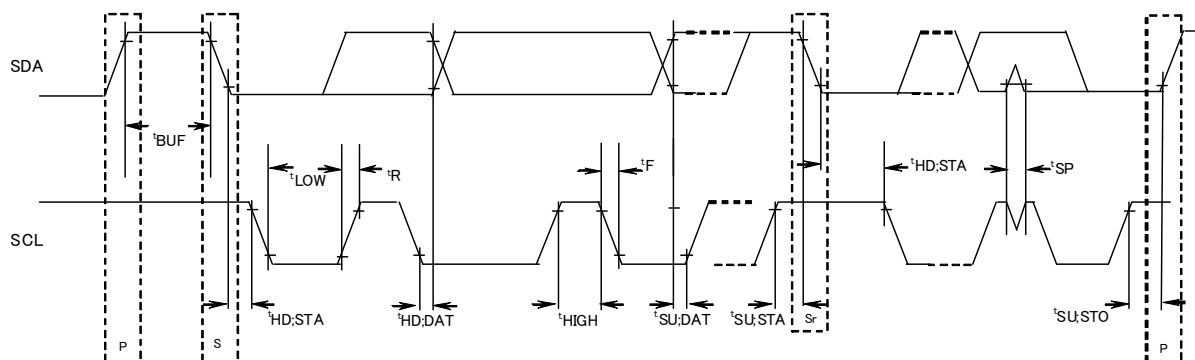 SDA
tBUF
tLOW
tR
tF
tHD;STA
tSP
SCL
tHD;STA
tHD;DAT
tHIGH
tSU;DAT
tSU;STA
Sr
tSU;STO
P
S
P